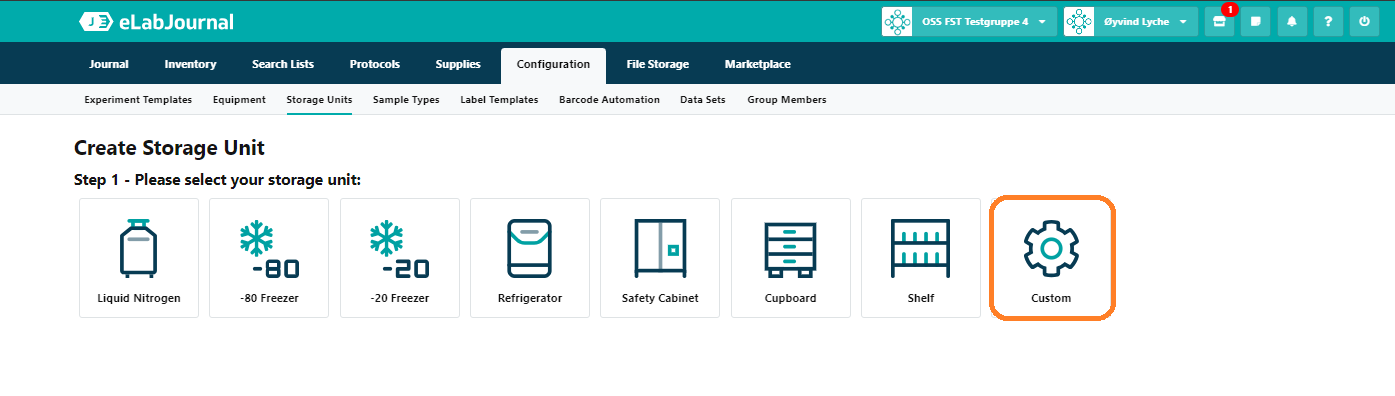 eLabJournal
OSS FST Testgruppe 4
Øyvind Lyche
1
?
Journal Inventory Search Lists Protocols Supplies Configuration File Storage Marketplace
Experiment Templates Equipment Storage Units Sample Types Label Templates Barcode Automation Data Sets Group Members
Create Storage Unit
Step 1 - Please select your storage unit:
-80 -20
Liquid Nitrogen -80 Freezer -20 Freezer Refrigerator Safety Cabinet Cupboard Shelf Custom